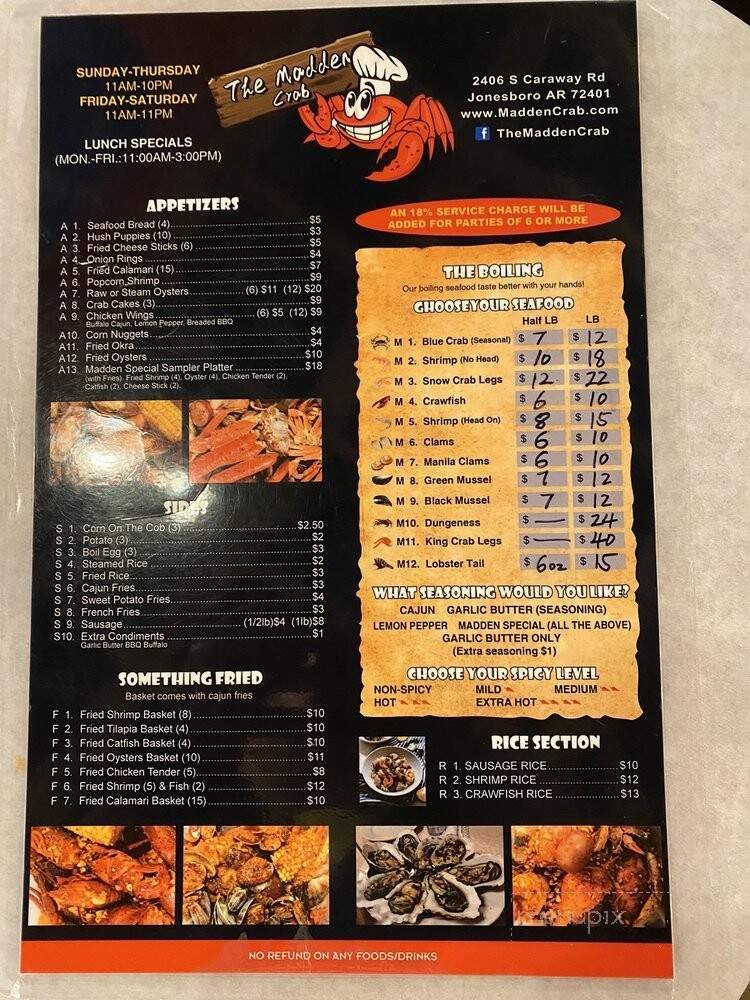 SUNDAY-THURSDAY
11AM-10PM
FRIDAY-SATURDAY
11AM-11PM
LUNCH SPECIALS
(MON.-FRI.:11:00AM-3:00PM)
The Madden
Crab
2406 S Caraway Rd
Jonesboro AR 72401
www.MaddenCrab.com
f TheMaddenCrab
APPETIZERS
A 1. Seafood Bread (4) $5
A 2. Hush Puppies (10) $3
A 3. Fried Cheese Sticks (6) $5
A 4. Onion Rings $4
A 5. Fried Calamari (15) $7
A 6. Popcorn Shrimp $9
A 7. Raw or Steam Oysters (6) $11 (12) $20
A 8. Crab Cakes (3) $9
A 9. Chicken Wings (6) $5 (12) $9
Buffalo Cajun, Lemon Pepper, Breaded BBQ
A10. Corn Nuggets $4
A11. Fried Okra $4
A12. Fried Oysters $10
A13. Madden Special Sampler Platter $18
(with Fries). Fried Shrimp (4), Oyster (4), Chicken Tender (2),
Catfish (2), Cheese Stick (2).
SIDES
S 1. Corn On The Cob (3) $2.50
S 2. Potato (3) $2
S 3. Boil Egg (3) $3
S 4. Steamed Rice $2
S 5. Fried Rice $3
S 6. Cajun Fries $3
S 7. Sweet Potato Fries $4
S 8. French Fries $3
S 9. Sausage (1/2lb)$4 (1lb)$8
S10. Extra Condiments $1
Garlic Butter BBQ Buffalo
SOMETHING FRIED
Basket comes with cajun fries
F 1. Fried Shrimp Basket (8) $10
F 2. Fried Tilapia Basket (4) $10
F 3. Fried Catfish Basket (4) $10
F 4. Fried Oysters Basket (10) $11
F 5. Fried Chicken Tender (5) $8
F 6. Fried Shrimp (5) & Fish (2) $12
F 7. Fried Calamari Basket (15) $10
AN 18% SERVICE CHARGE WILL BE
ADDED FOR PARTIES OF 6 OR MORE
THE BOILING
Our boiling seafood taste better with your hands!
CHOOSE YOUR SEAFOOD
Half LB LB
M 1. Blue Crab (Seasonal) $ 7 $ 12
M 2. Shrimp (No Head) $ 10 $ 18
M 3. Snow Crab Legs $ 12 $ 22
M 4. Crawfish $ 6 $ 10
M 5. Shrimp (Head On) $ 8 $ 15
M 6. Clams $ 6 $ 10
M 7. Manila Clams $ 6 $ 10
M 8. Green Mussel $ 7 $ 12
M 9. Black Mussel $ 7 $ 12
M10. Dungeness $ — $ 24
M11. King Crab Legs $ — $ 40
M12. Lobster Tail $ 6oz $ 15
WHAT SEASONING WOULD YOU LIKE?
CAJUN GARLIC BUTTER (SEASONING)
LEMON PEPPER MADDEN SPECIAL (ALL THE ABOVE)
GARLIC BUTTER ONLY
(Extra seasoning $1)
CHOOSE YOUR SPICY LEVEL
NON-SPICY MILD MEDIUM
HOT EXTRA HOT
RICE SECTION
R 1. SAUSAGE RICE $10
R 2. SHRIMP RICE $12
R 3. CRAWFISH RICE $13
NO REFUND ON ANY FOODS/DRINKS